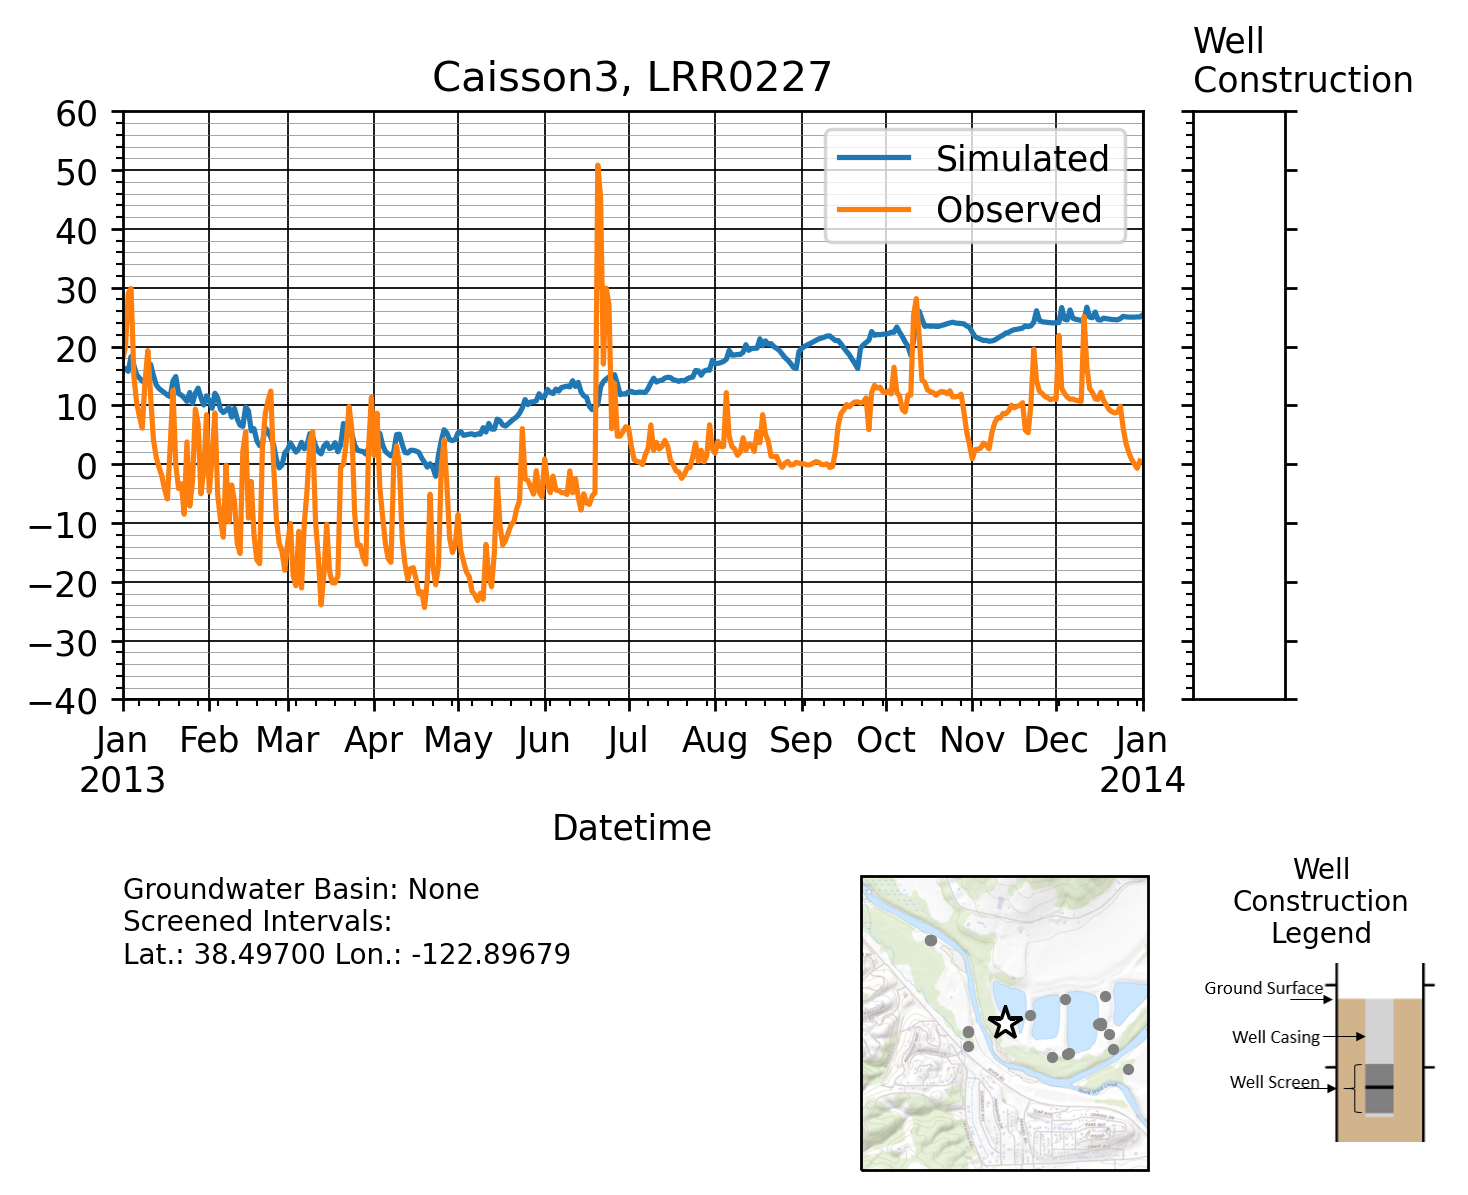 Well
Construction
Caisson3, LRR0227
60
50
40
30
20
10
0
−10
−20
−30
−40
Simulated
Observed
Jan Feb Mar Apr May Jun Jul Aug Sep Oct Nov Dec Jan
2013 2014
Datetime
Groundwater Basin: None
Screened Intervals:
Lat.: 38.49700 Lon.: -122.89679
Well
Construction
Legend
Ground Surface
Well Casing
Well Screen